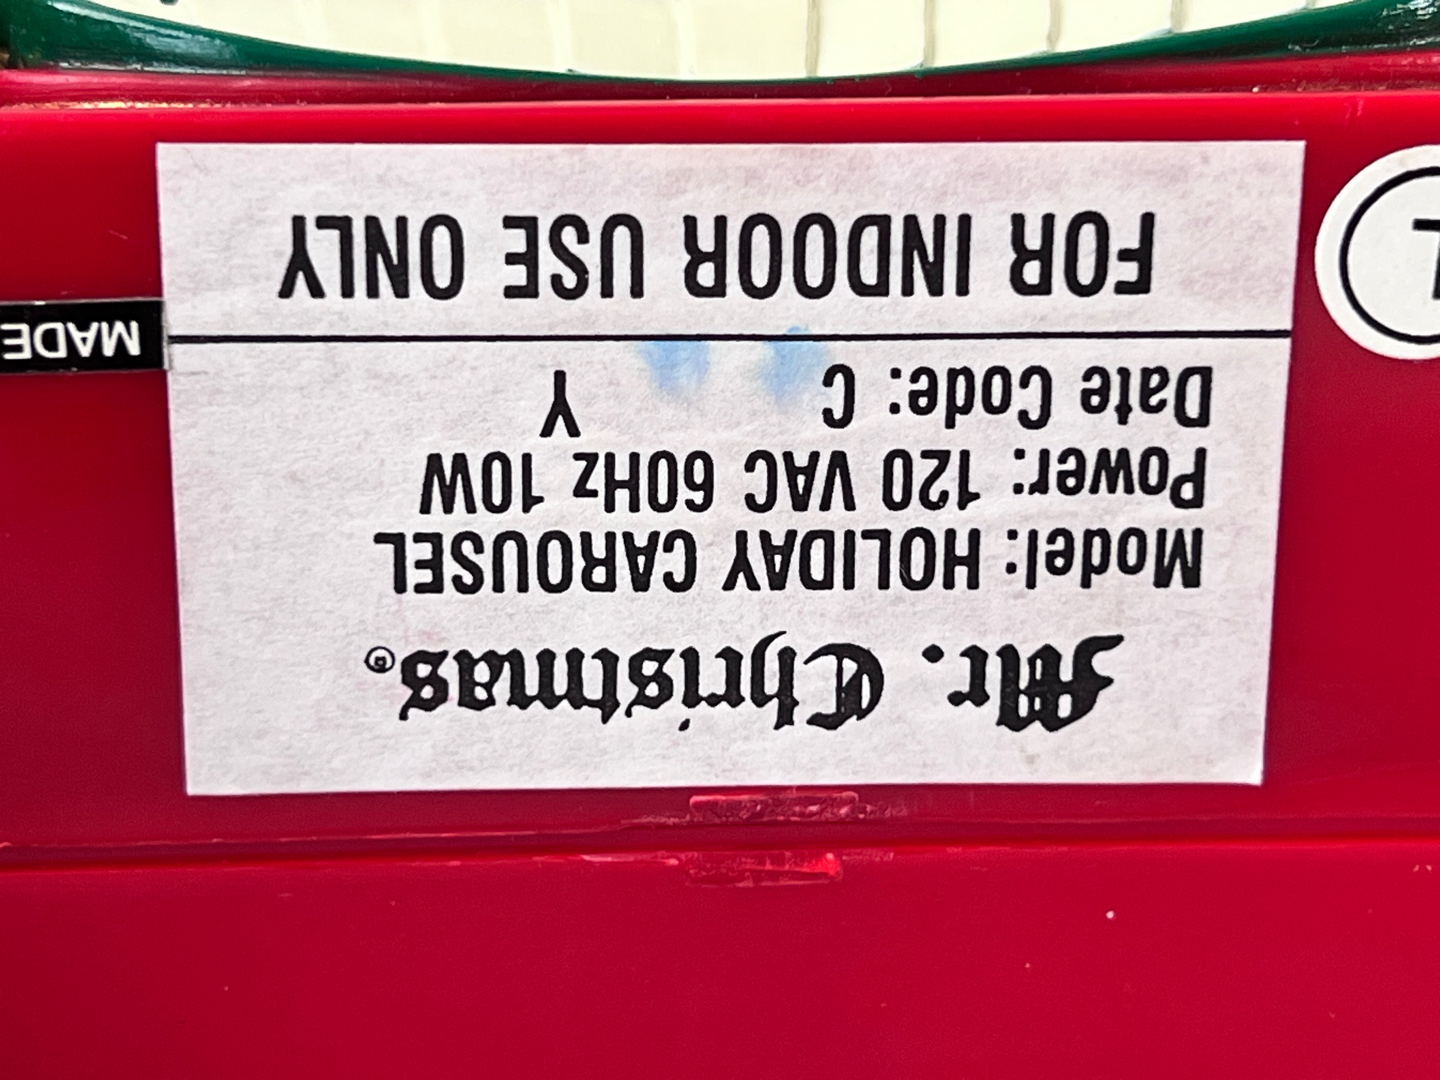 Mr. Christmas.®
Model: HOLIDAY CAROUSEL
Power: 120 VAC 60Hz 10W
Date Code: C Y
FOR INDOOR USE ONLY
MADE